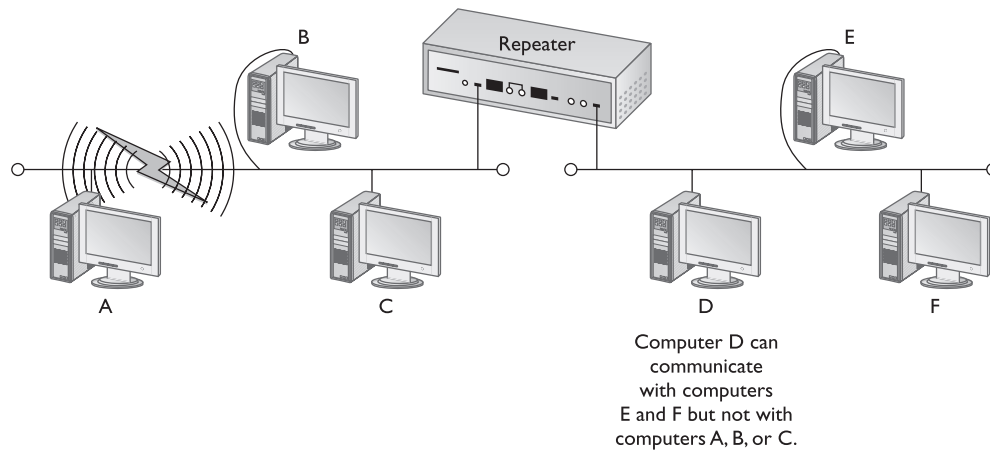 B
Repeater
E
A
C
D
F
Computer D can
communicate
with computers
E and F but not with
computers A, B, or C.